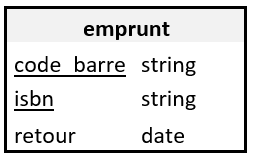 emprunt
code_barre string
isbn string
retour date